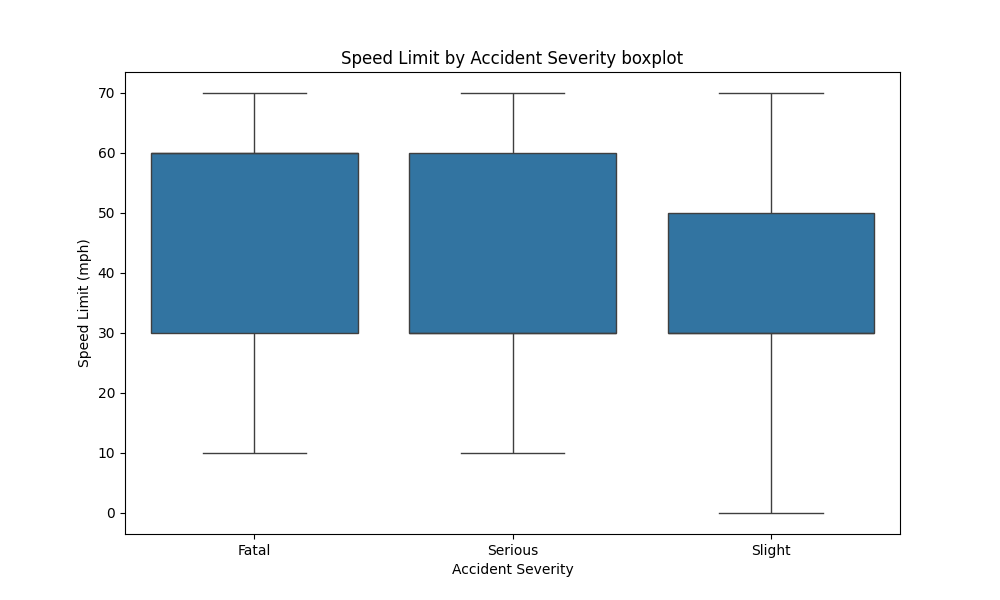 Speed Limit by Accident Severity boxplot
70
60
50
40
30
20
10
0
Speed Limit (mph)
Fatal Serious Slight
Accident Severity